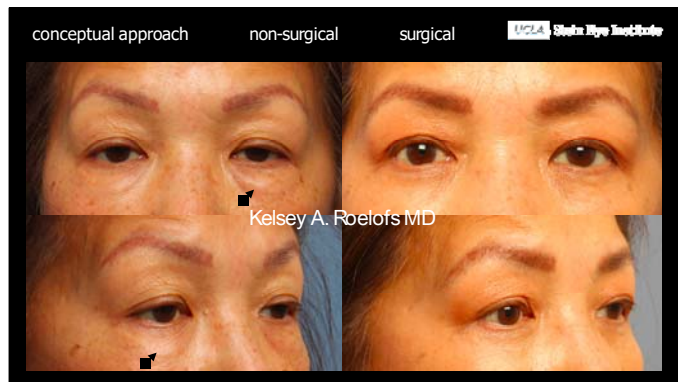 conceptual approach non-surgical surgical UCLA Stein Eye Institute
Kelsey A. Roelofs MD